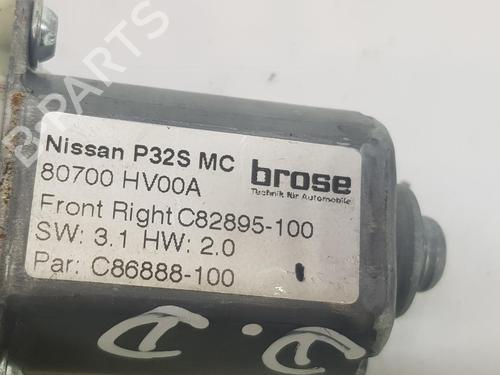 B-PARTS
Nissan P32S MC
brose
Technik für Automobile
80700 HV00A
Front Right C82895-100
SW: 3.1 HW: 2.0
Par: C86888-100
D.D